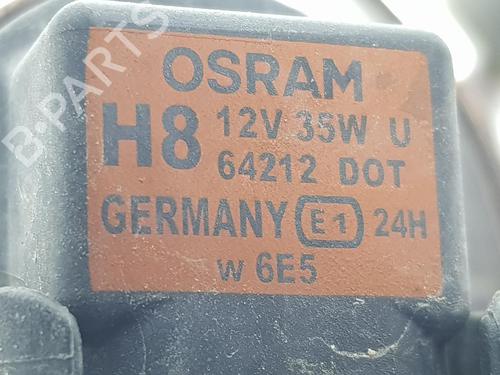 B-PARTS
OSRAM
H8 12V 35W U
64212 DOT
GERMANY E1 24H
w 6E5